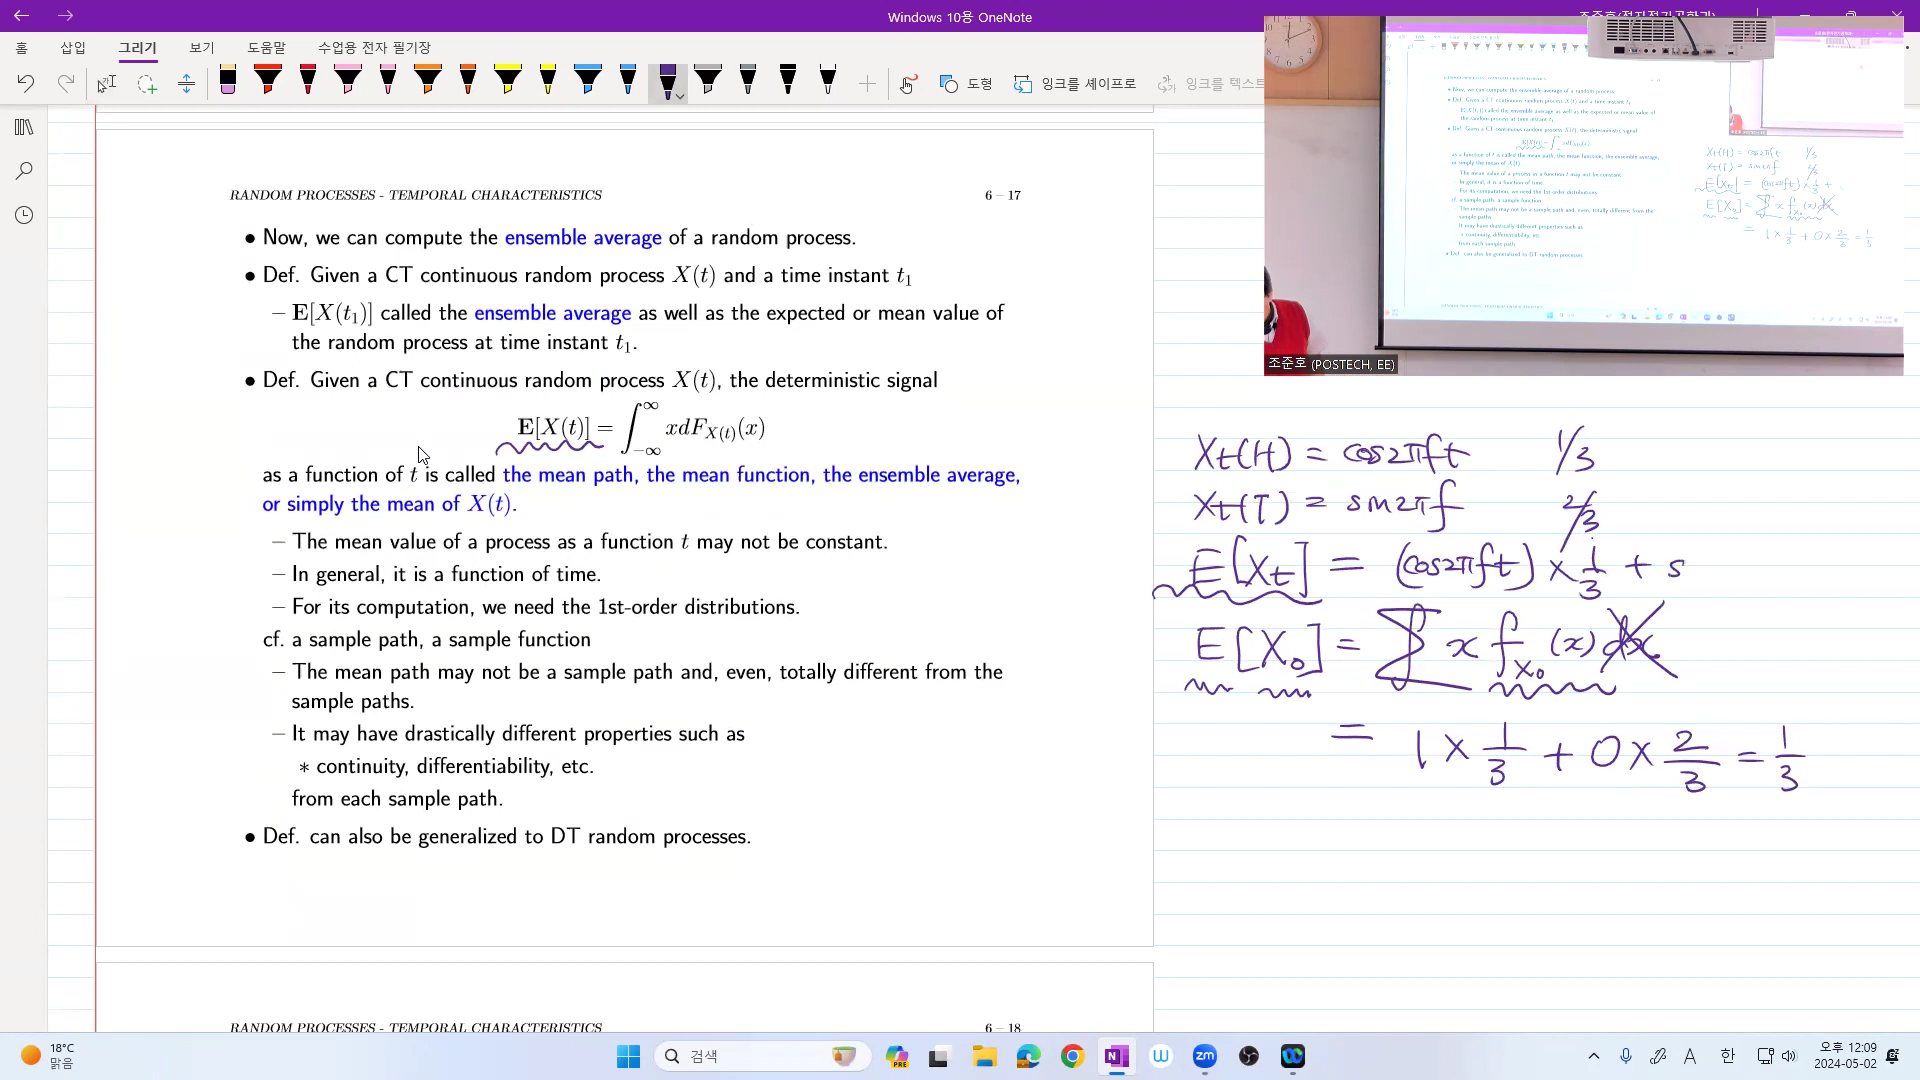 Windows 10용 OneNote
홈 삽입 그리기 보기 도움말 수업용 전자 필기장
도형 잉크를 셰이프로 잉크를 텍스트
RANDOM PROCESSES - TEMPORAL CHARACTERISTICS 6 – 17
• Now, we can compute the ensemble average of a random process.
• Def. Given a CT continuous random process X(t) and a time instant t₁
– E[X(t₁)] called the ensemble average as well as the expected or mean value of
the random process at time instant t₁.
• Def. Given a CT continuous random process X(t), the deterministic signal
E[X(t)] = ∫_{-∞}^{∞} xdF_{X(t)}(x)
as a function of t is called the mean path, the mean function, the ensemble average,
or simply the mean of X(t).
– The mean value of a process as a function t may not be constant.
– In general, it is a function of time.
– For its computation, we need the 1st-order distributions.
cf. a sample path, a sample function
– The mean path may not be a sample path and, even, totally different from the
sample paths.
– It may have drastically different properties such as
∗ continuity, differentiability, etc.
from each sample path.
• Def. can also be generalized to DT random processes.
RANDOM PROCESSES - TEMPORAL CHARACTERISTICS 6 – 18
조준호 (POSTECH, EE)
Xt(H) = cos2πft 1/3
Xt(T) = sin2πf 2/3
E[Xt] = (cos2πft) × 1/3 + s
E[X₀] = Σ x f_{X₀}(x) dx
= 1 × 1/3 + 0 × 2/3 = 1/3
18°C
맑음
검색
PRE
zm
A 한
오후 12:09
2024-05-02